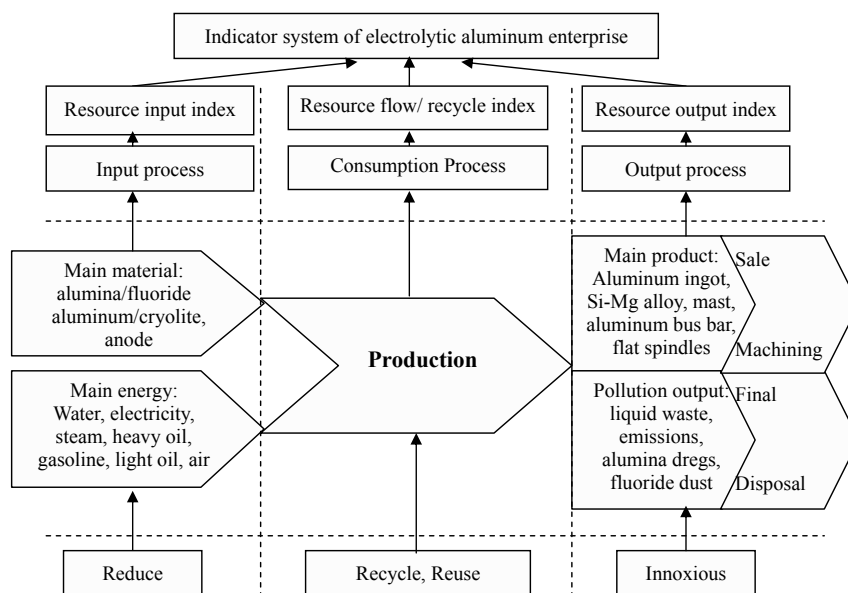 Indicator system of electrolytic aluminum enterprise
Resource input index
Resource flow/ recycle index
Resource output index
Input process
Consumption Process
Output process
Main material:
alumina/fluoride
aluminum/cryolite,
anode
Main energy:
Water, electricity,
steam, heavy oil,
gasoline, light oil, air
Production
Main product:
Aluminum ingot,
Si-Mg alloy, mast,
aluminum bus bar,
flat spindles
Sale
Machining
Pollution output:
liquid waste,
emissions,
alumina dregs,
fluoride dust
Final
Disposal
Reduce
Recycle, Reuse
Innoxious